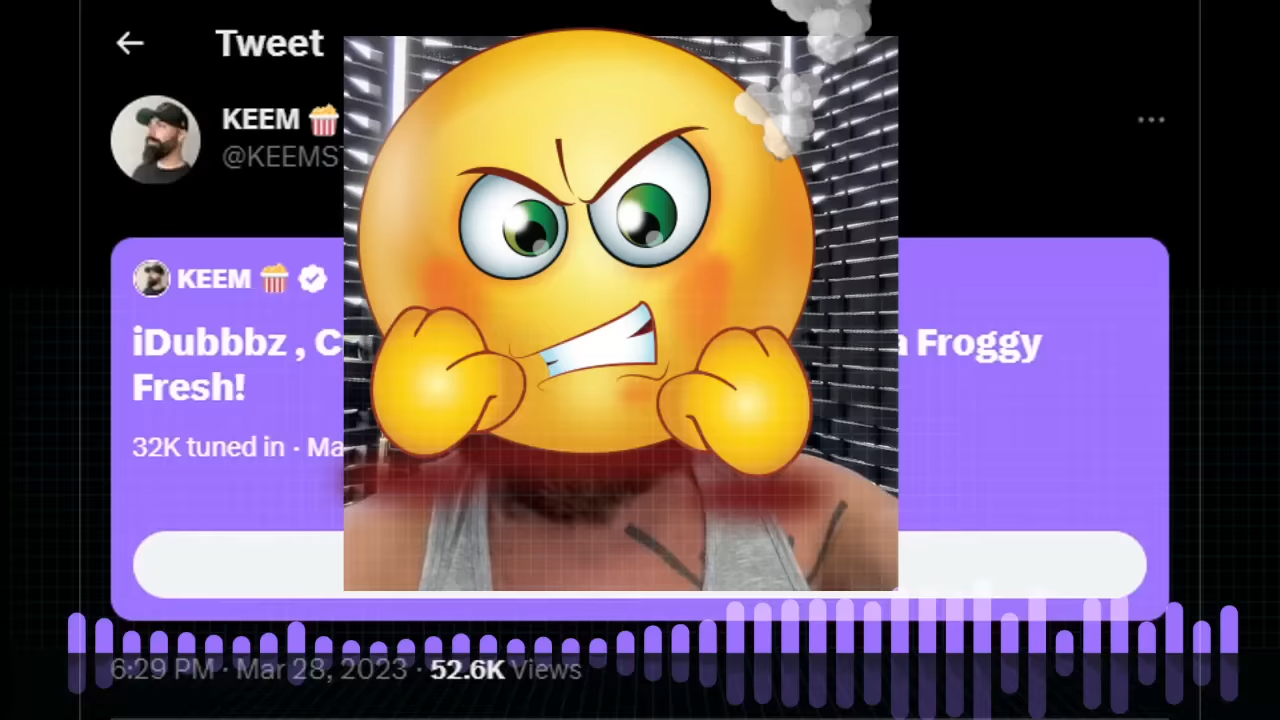 Tweet
KEEM 🍿
@KEEMS
KEEM 🍿
iDubbbz , C
Froggy
Fresh!
32K tuned in · Ma
6:29 PM · Mar 28, 2023 · 52.6K Views